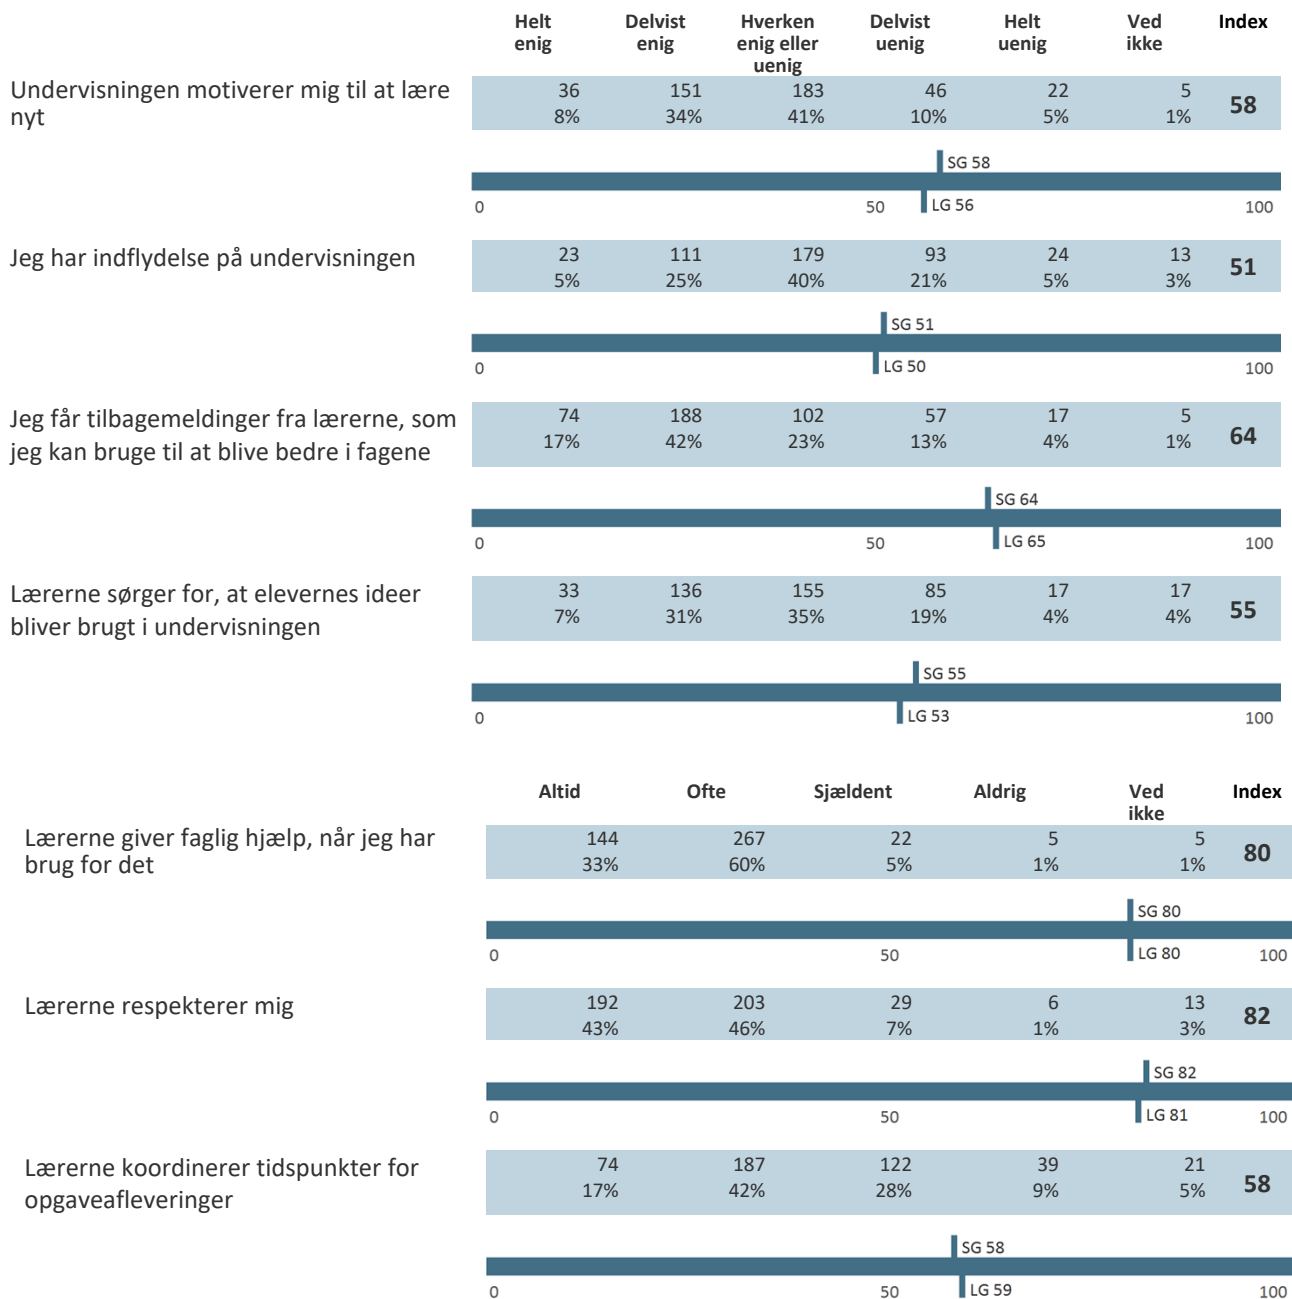 Helt enig Delvist enig Hverken enig eller uenig Delvist uenig Helt uenig Ved ikke Index
Undervisningen motiverer mig til at lære
nyt
36 151 183 46 22 5
8% 34% 41% 10% 5% 1%
58
SG 58
0 50 LG 56 100
Jeg har indflydelse på undervisningen
23 111 179 93 24 13
5% 25% 40% 21% 5% 3%
51
SG 51
0 LG 50 100
Jeg får tilbagemeldinger fra lærerne, som
jeg kan bruge til at blive bedre i fagene
74 188 102 57 17 5
17% 42% 23% 13% 4% 1%
64
SG 64
0 50 LG 65 100
Lærerne sørger for, at elevernes ideer
bliver brugt i undervisningen
33 136 155 85 17 17
7% 31% 35% 19% 4% 4%
55
SG 55
0 LG 53 100
Altid Ofte Sjældent Aldrig Ved ikke Index
Lærerne giver faglig hjælp, når jeg har
brug for det
144 267 22 5 5
33% 60% 5% 1% 1%
80
SG 80
0 50 LG 80 100
Lærerne respekterer mig
192 203 29 6 13
43% 46% 7% 1% 3%
82
SG 82
0 50 LG 81 100
Lærerne koordinerer tidspunkter for
opgaveafleveringer
74 187 122 39 21
17% 42% 28% 9% 5%
58
SG 58
0 50 LG 59 100